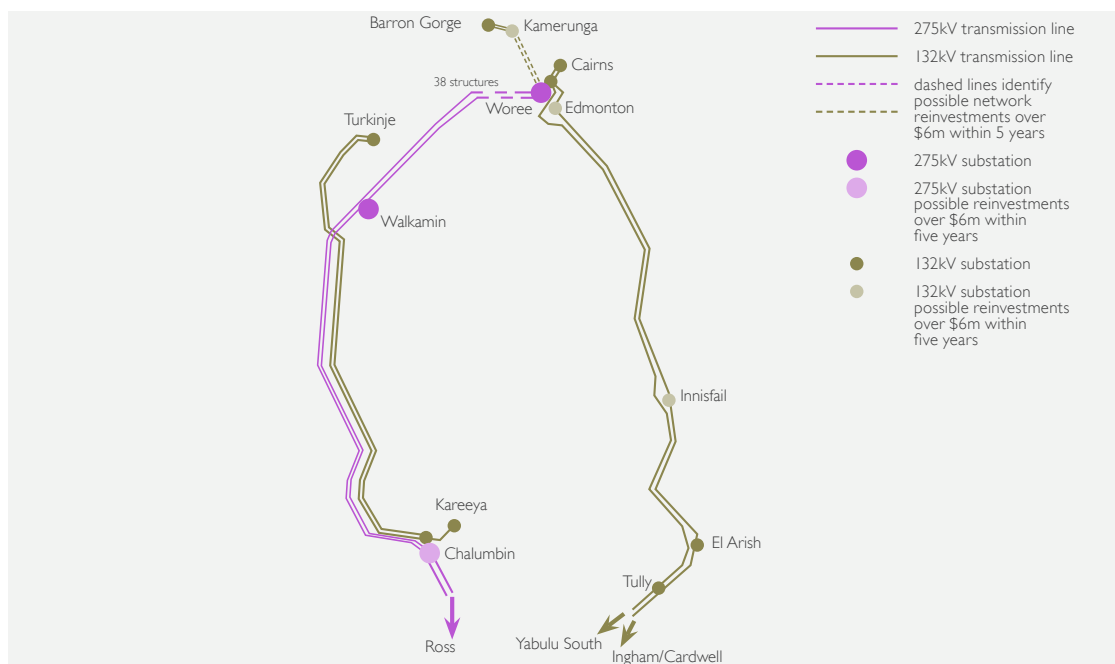 Barron Gorge
Kamerunga
Cairns
38 structures
Woree
Edmonton
Turkinje
Walkamin
Innisfail
Kareeya
Chalumbin
El Arish
Tully
Ross
Yabulu South
Ingham/Cardwell
275kV transmission line
132kV transmission line
dashed lines identify
possible network
reinvestments over
$6m within 5 years
275kV substation
275kV substation
possible reinvestments
over $6m within
five years
132kV substation
132kV substation
possible reinvestments
over $6m within
five years